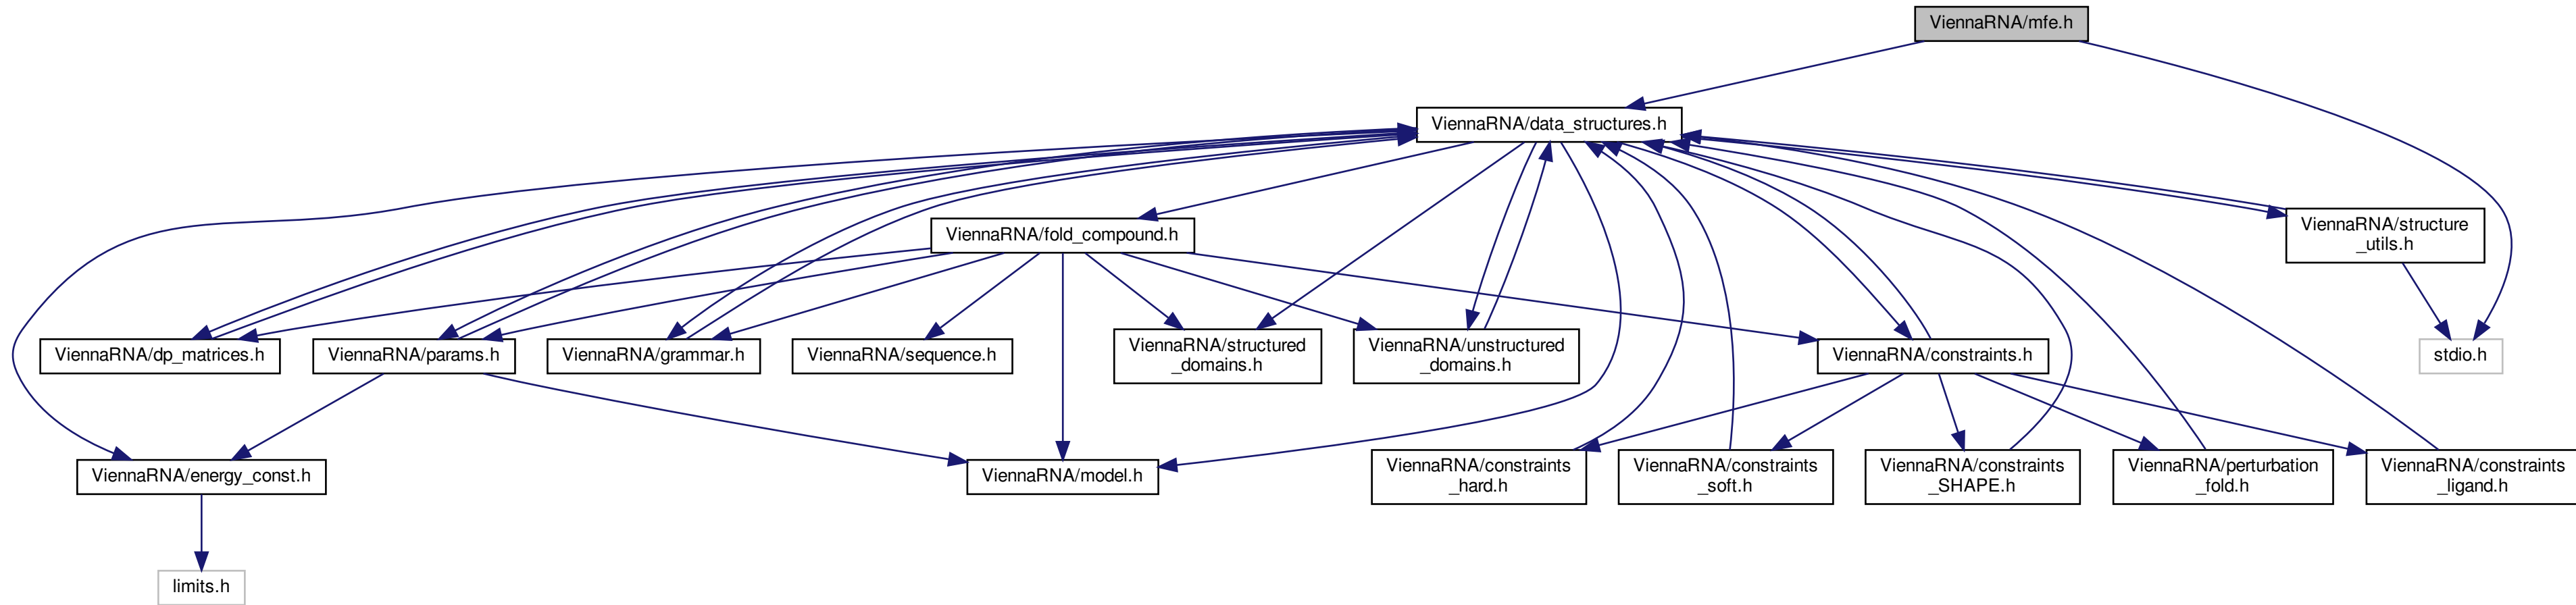 ViennaRNA/mfe.h
ViennaRNA/data_structures.h
ViennaRNA/fold_compound.h
ViennaRNA/structure
_utils.h
ViennaRNA/dp_matrices.h
ViennaRNA/params.h
ViennaRNA/grammar.h
ViennaRNA/sequence.h
ViennaRNA/structured
_domains.h
ViennaRNA/unstructured
_domains.h
ViennaRNA/constraints.h
stdio.h
ViennaRNA/energy_const.h
ViennaRNA/model.h
ViennaRNA/constraints
_hard.h
ViennaRNA/constraints
_soft.h
ViennaRNA/constraints
_SHAPE.h
ViennaRNA/perturbation
_fold.h
ViennaRNA/constraints
_ligand.h
limits.h